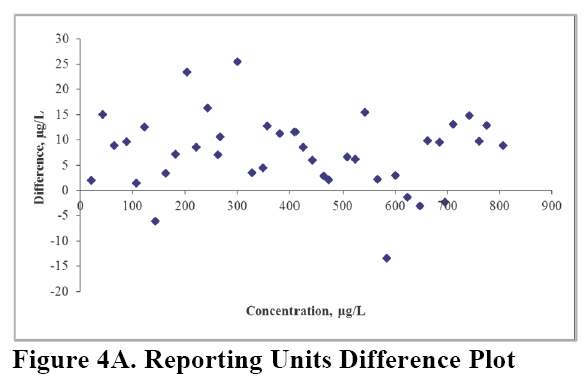 30
25
20
15
10
5
0
-5
-10
-15
-20
0 100 200 300 400 500 600 700 800 900
Difference, µg/L
Concentration, µg/L
Figure 4A. Reporting Units Difference Plot